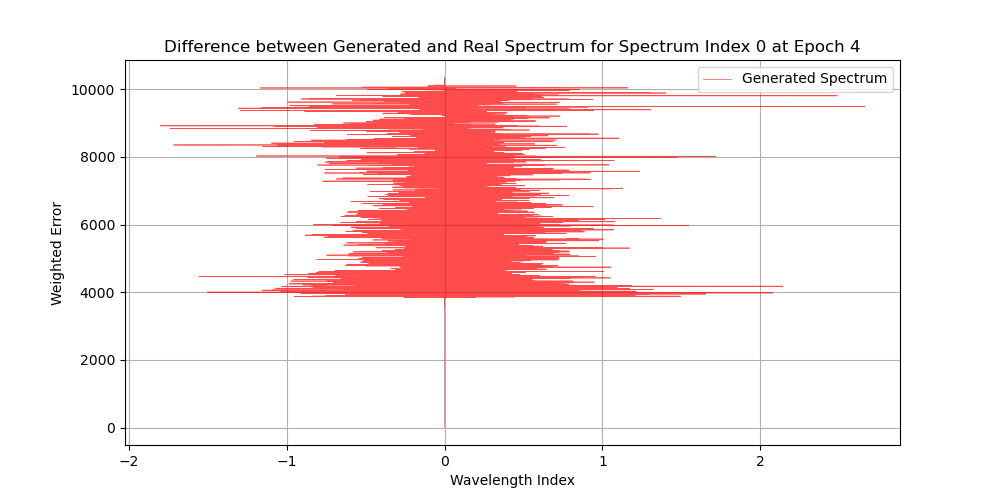 Difference between Generated and Real Spectrum for Spectrum Index 0 at Epoch 4
Generated Spectrum
Weighted Error
10000
8000
6000
4000
2000
0
−2
−1
0
1
2
Wavelength Index